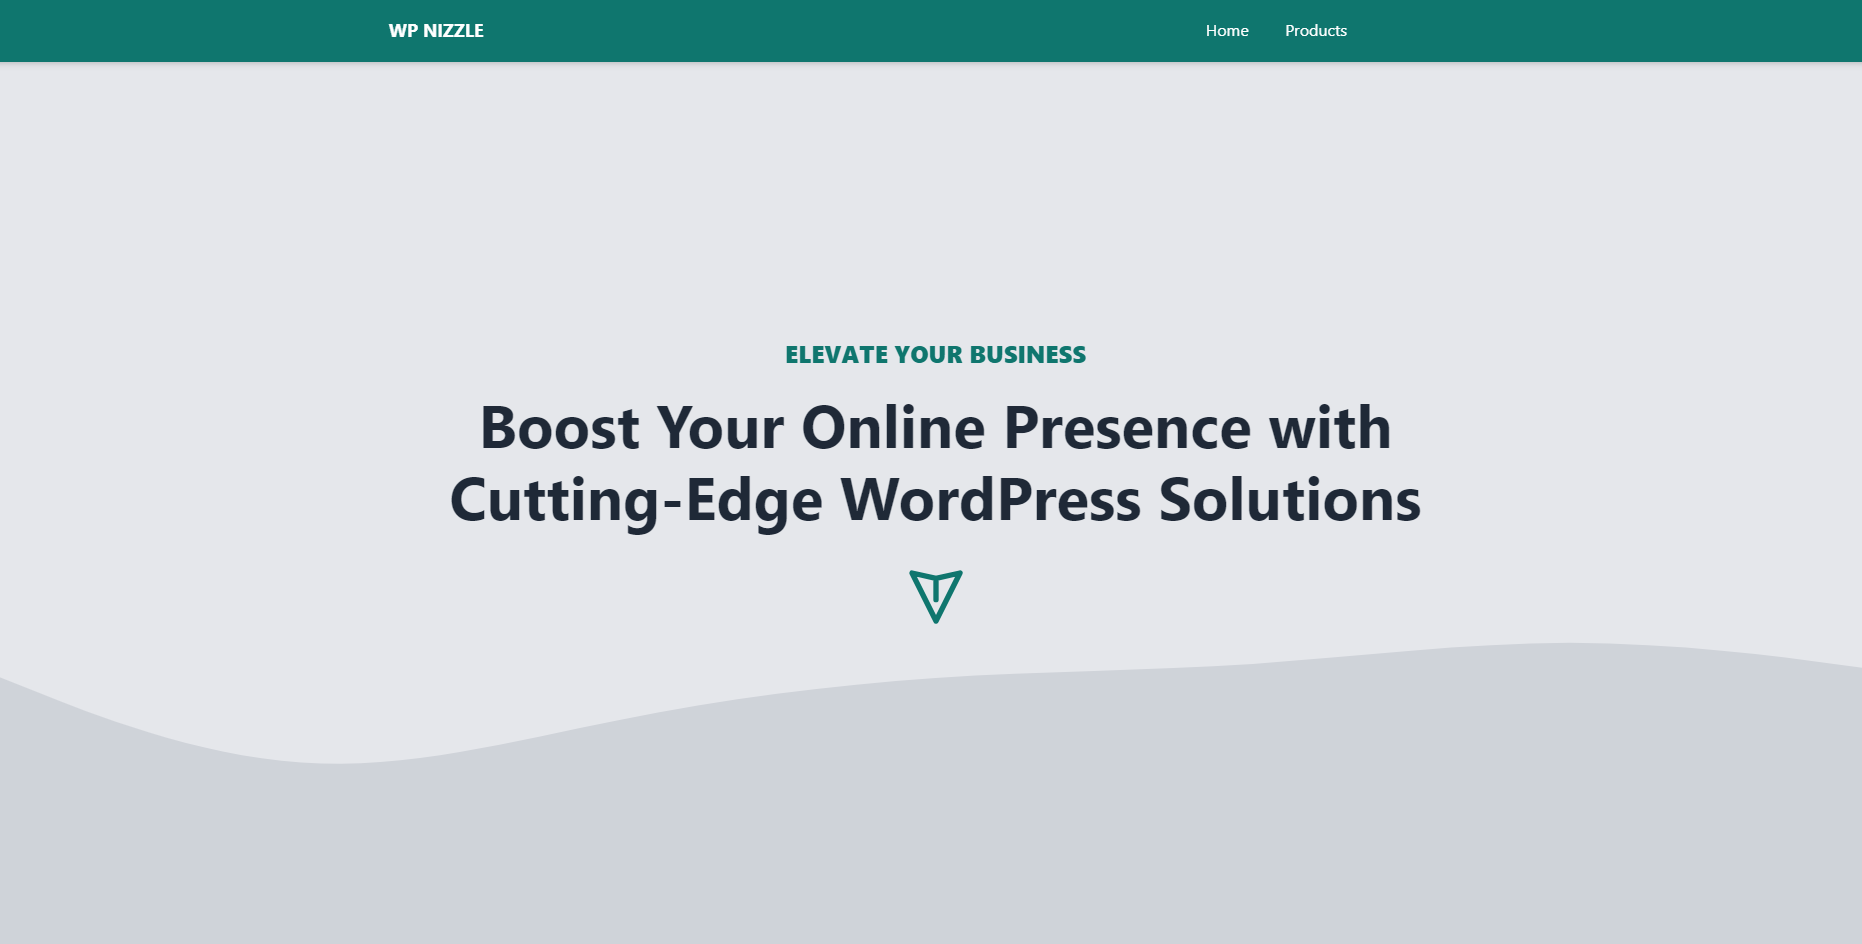 WP NIZZLE
Home
Products
ELEVATE YOUR BUSINESS
Boost Your Online Presence with
Cutting-Edge WordPress Solutions